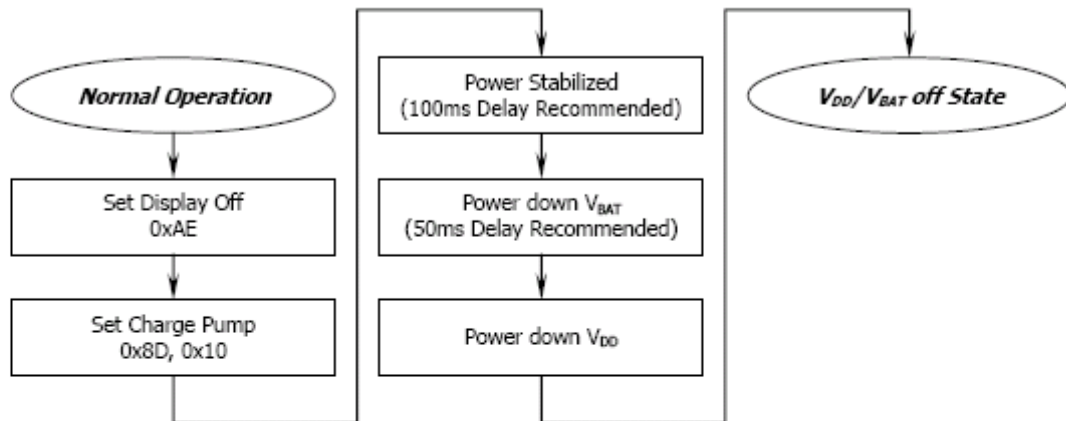 Normal Operation
Set Display Off
0xAE
Set Charge Pump
0x8D, 0x10
Power Stabilized
(100ms Delay Recommended)
Power down VBAT
(50ms Delay Recommended)
Power down VDD
VDD/VBAT off State